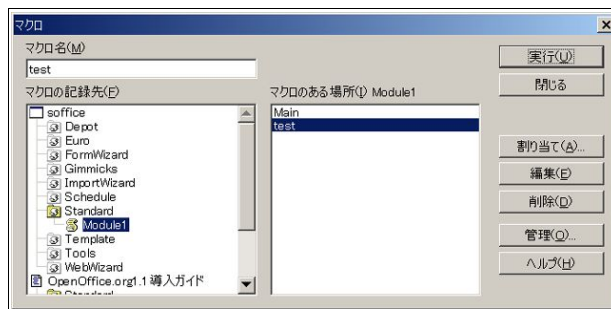 マクロ
マクロ名(M)
test
マクロの記録先(F)
soffice
Depot
Euro
FormWizard
Gimmicks
ImportWizard
Schedule
Standard
Module1
Template
Tools
WebWizard
OpenOffice.org1.1 導入ガイド
Standard
マクロのある場所(I) Module1
Main
test
実行(U)
閉じる
割り当て(A)...
編集(E)
削除(D)
管理(O)...
ヘルプ(H)